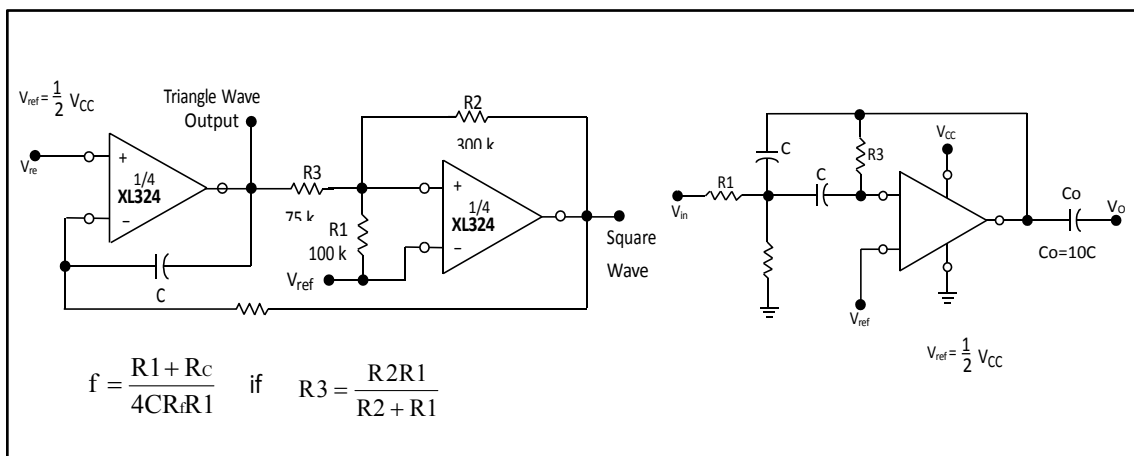 V_ref = 1/2 V_CC
Triangle Wave
Output
V_re
+
−
1/4
XL324
C
R3
75 k
R2
300 k
R1
100 k
V_ref
+
−
1/4
XL324
Square
Wave
f = (R1 + R_C) / (4CR_fR1) if R3 = R2R1 / (R2 + R1)
V_in
R1
C
C
R3
V_CC
V_ref
Co
V_O
Co=10C
V_ref = 1/2 V_CC